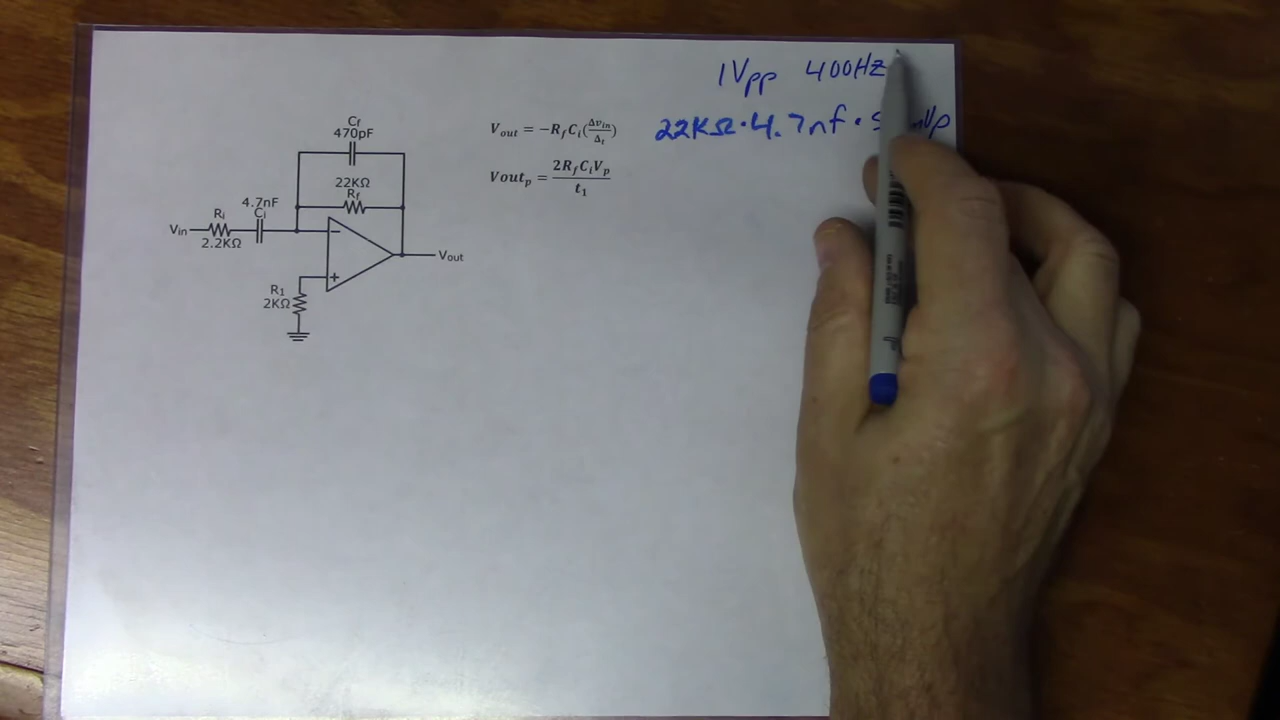 1Vpp 400Hz
22KΩ·4.7nf·
Cf
470pF
22KΩ
Rf
4.7nF
Ci
Ri
Vin
2.2KΩ
−
+
Vout
R1
2KΩ
Vout = −RfCi(Δvin/Δt)
Voutp = 2RfCiVp/t1